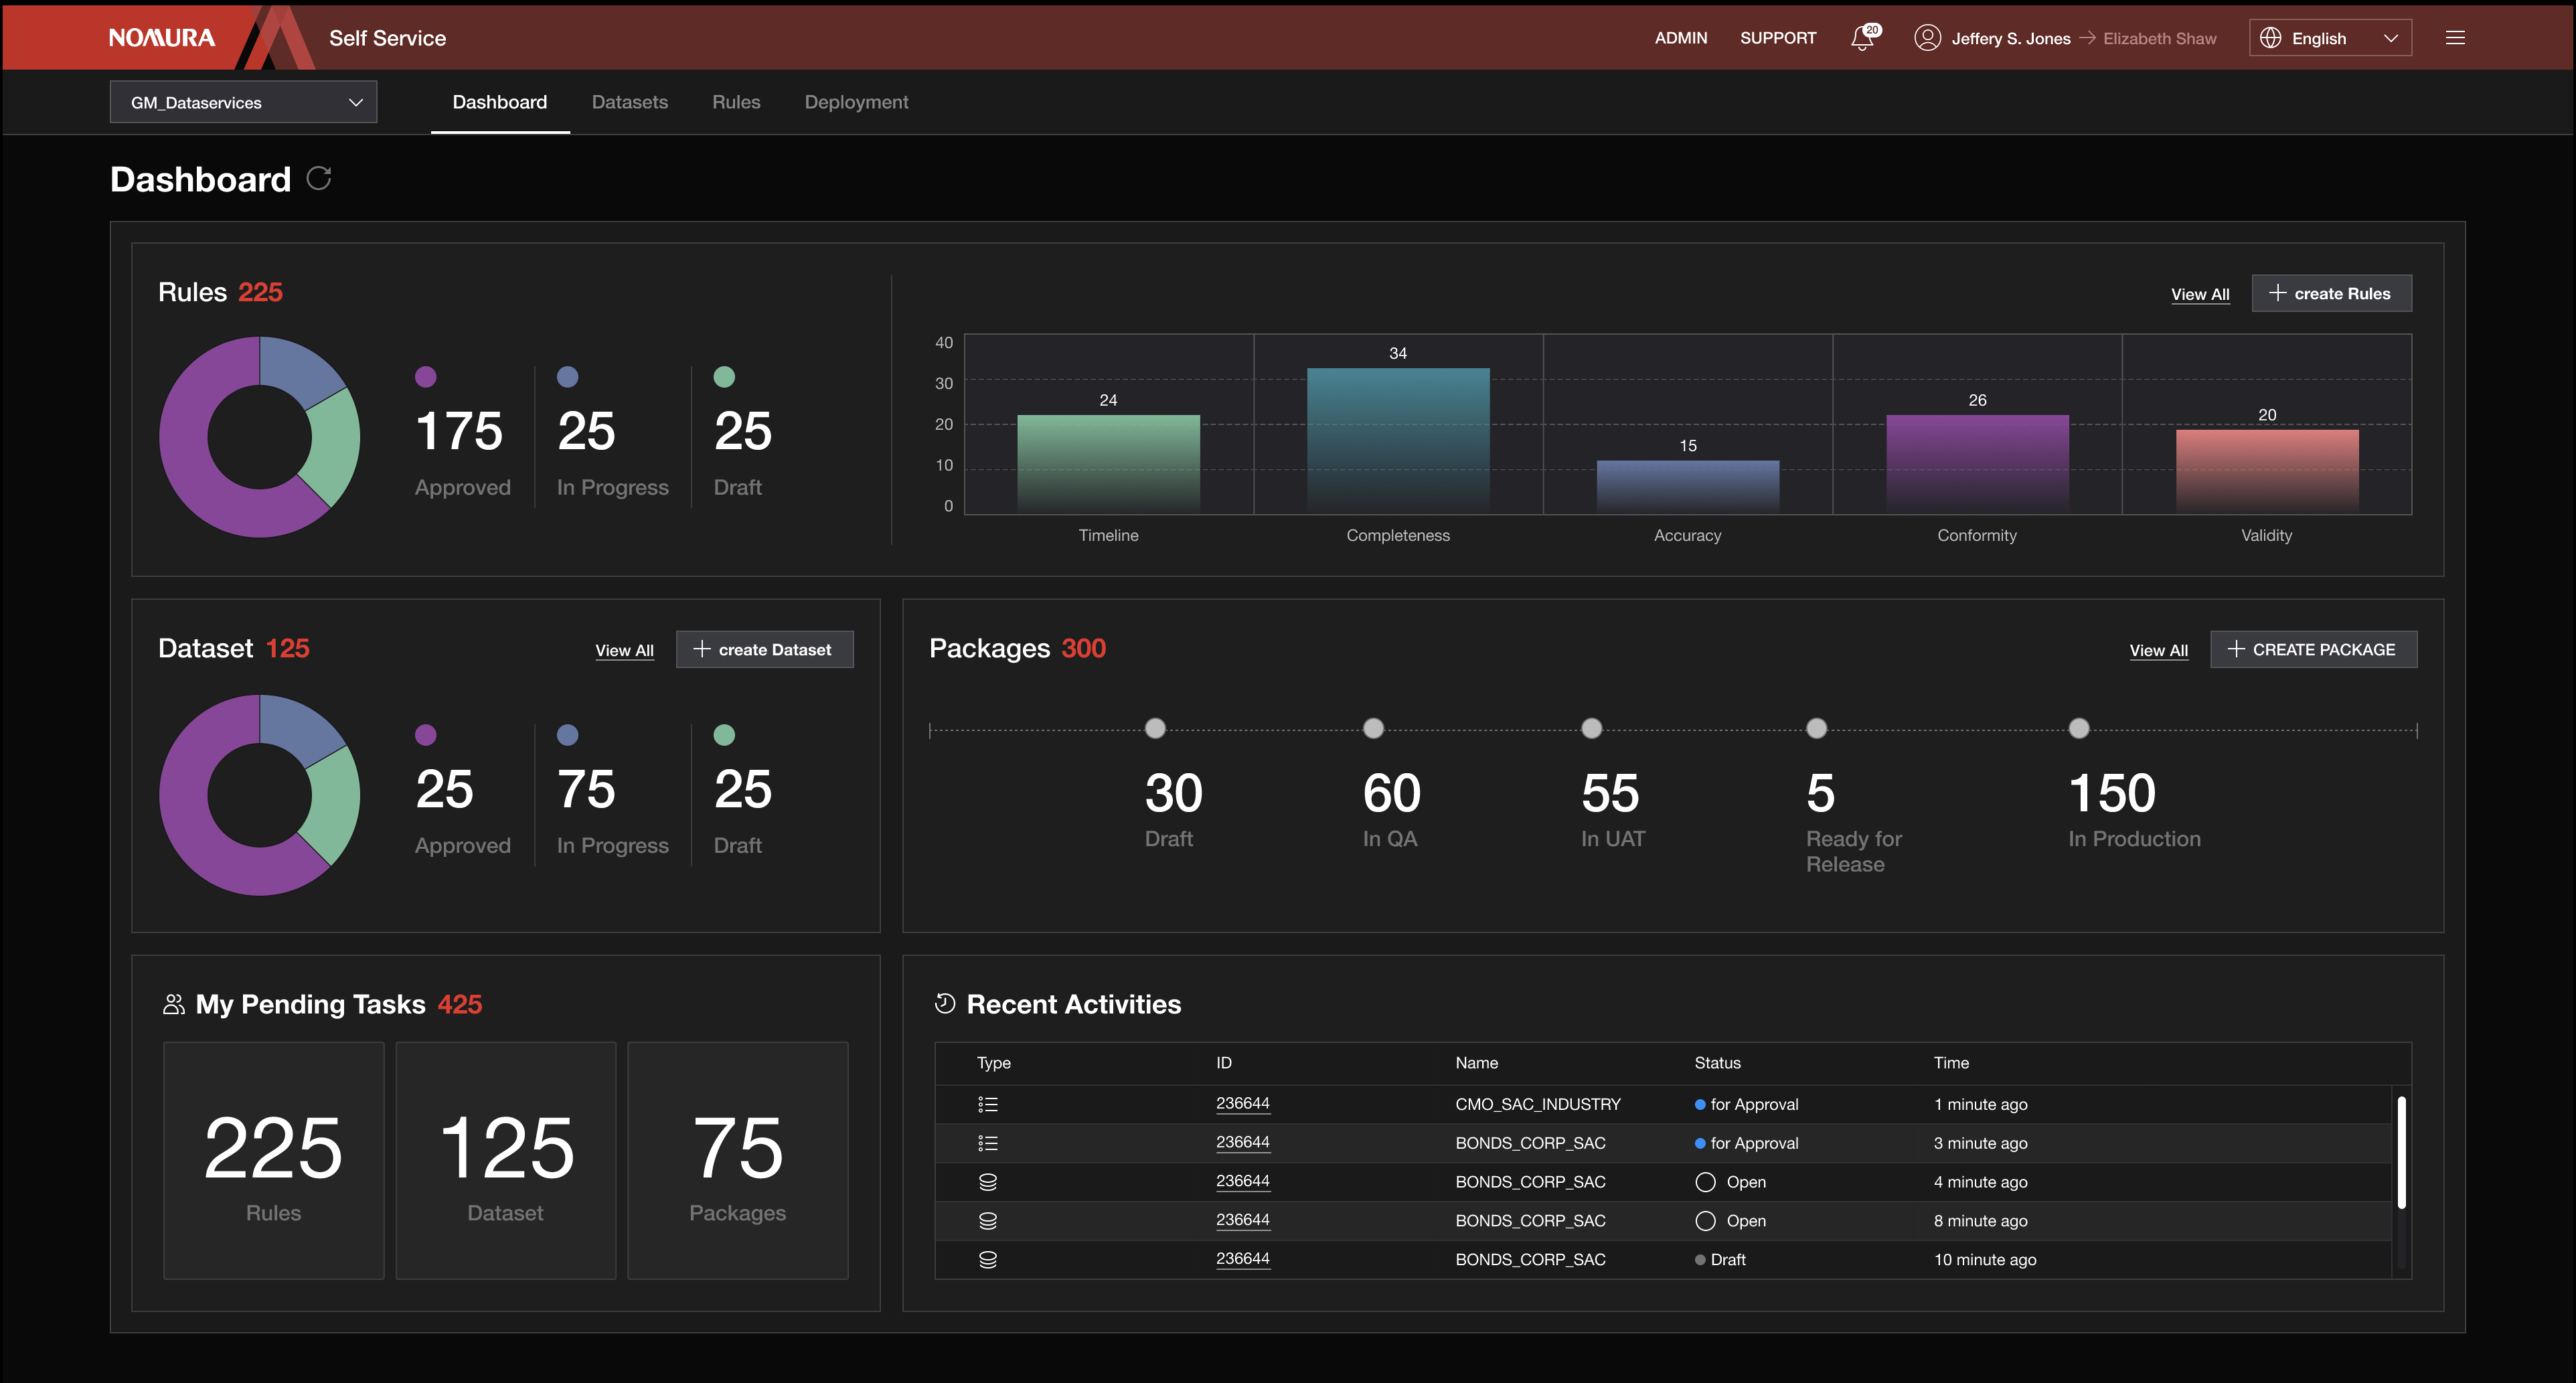 NOMURA
Self Service
ADMIN
SUPPORT
20
Jeffery S. Jones
Elizabeth Shaw
English
GM_Dataservices
Dashboard
Datasets
Rules
Deployment
Dashboard
Rules 225
175
Approved
25
In Progress
25
Draft
View All
create Rules
40
30
20
10
0
24
34
15
26
20
Timeline
Completeness
Accuracy
Conformity
Validity
Dataset 125
View All
create Dataset
25
Approved
75
In Progress
25
Draft
Packages 300
View All
CREATE PACKAGE
30
Draft
60
In QA
55
In UAT
5
Ready for
Release
150
In Production
My Pending Tasks 425
225
Rules
125
Dataset
75
Packages
Recent Activities
Type ID Name Status Time
236644 CMO_SAC_INDUSTRY for Approval 1 minute ago
236644 BONDS_CORP_SAC for Approval 3 minute ago
236644 BONDS_CORP_SAC Open 4 minute ago
236644 BONDS_CORP_SAC Open 8 minute ago
236644 BONDS_CORP_SAC Draft 10 minute ago